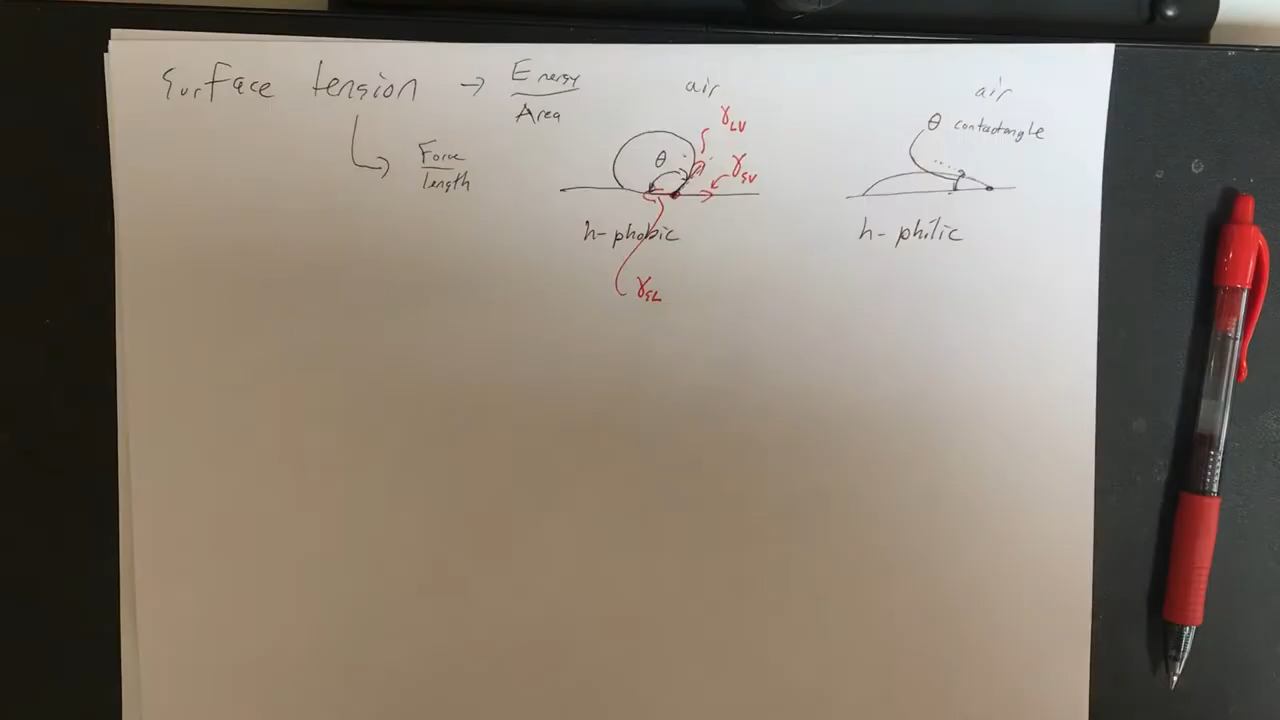 Surface tension → Energy / Area
Force / length
air
θ
γLV
γSV
h-phobic
γSL
air
θ contact angle
h-philic